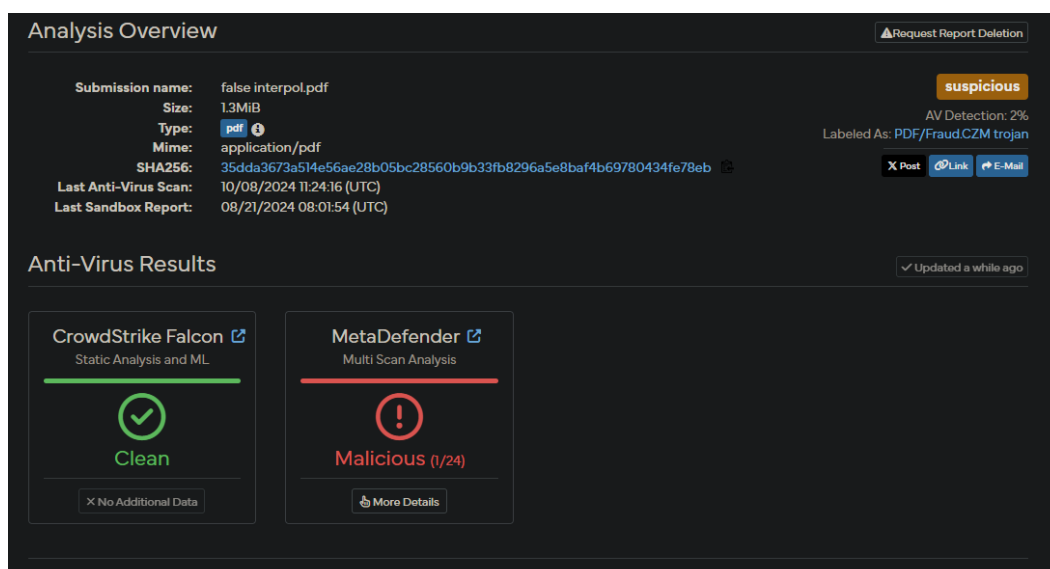 Analysis Overview
Request Report Deletion
Submission name: false interpol.pdf
Size: 1.3MiB
Type: pdf
Mime: application/pdf
SHA256: 35dda3673a514e56ae28b05bc28560b9b33fb8296a5e8baf4b69780434fe78eb
Last Anti-Virus Scan: 10/08/2024 11:24:16 (UTC)
Last Sandbox Report: 08/21/2024 08:01:54 (UTC)
suspicious
AV Detection: 2%
Labeled As: PDF/Fraud.CZM trojan
X Post Link E-Mail
Anti-Virus Results
Updated a while ago
CrowdStrike Falcon
Static Analysis and ML
Clean
No Additional Data
MetaDefender
Multi Scan Analysis
Malicious (1/24)
More Details